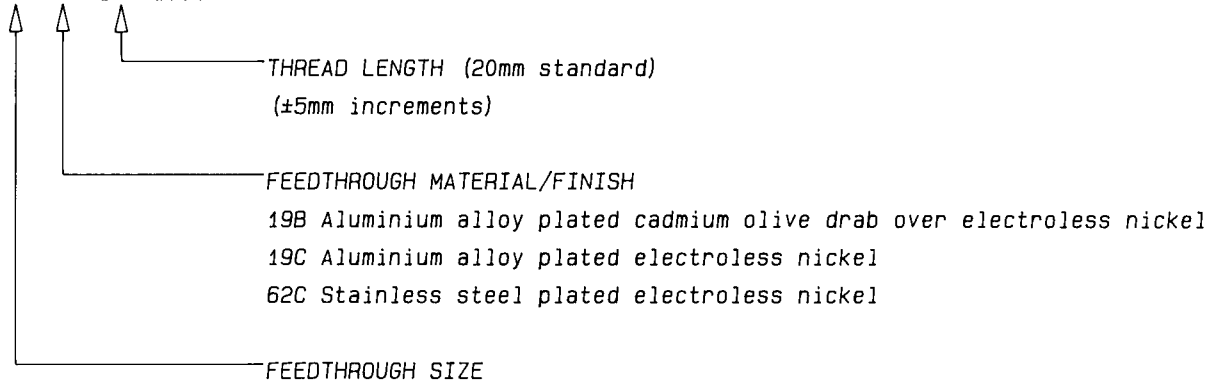 THREAD LENGTH (20mm standard)
(±5mm increments)
FEEDTHROUGH MATERIAL/FINISH
19B Aluminium alloy plated cadmium olive drab over electroless nickel
19C Aluminium alloy plated electroless nickel
62C Stainless steel plated electroless nickel
FEEDTHROUGH SIZE